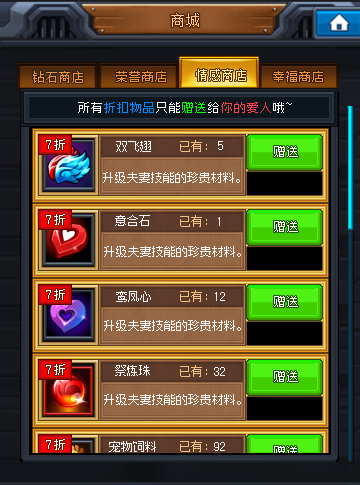 商城
钻石商店 荣誉商店 情感商店 幸福商店
所有折扣物品只能赠送给你的爱人哦~
7折 双飞翅 已有: 5 赠送
升级夫妻技能的珍贵材料。
7折 意合石 已有: 1 赠送
升级夫妻技能的珍贵材料。
7折 鸾凤心 已有: 12 赠送
升级夫妻技能的珍贵材料。
7折 祭炼珠 已有: 32 赠送
升级夫妻技能的珍贵材料。
7折 宠物饲料 已有: 92 赠送